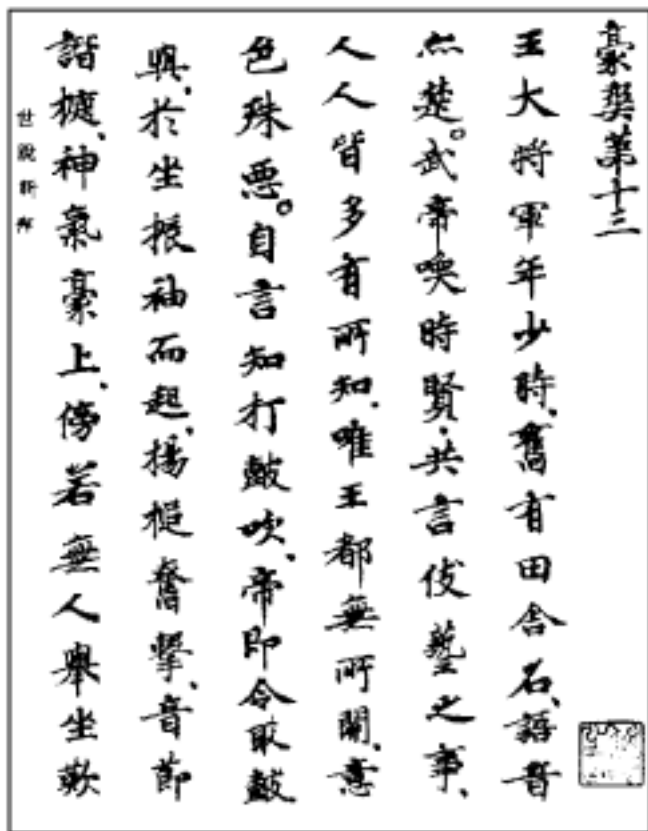 豪爽第十三
王大將軍年少時、舊有田舍名、語音
亦楚。武帝喚時賢、共言伎藝之事、
人人皆多有所知、唯王都無所關、意
色殊惡。自言知打鼓吹、帝即令取鼓
與、於坐振袖而起、揚槌奮擊、音節
諧捷、神氣豪上、傍若無人舉坐歎
世說新